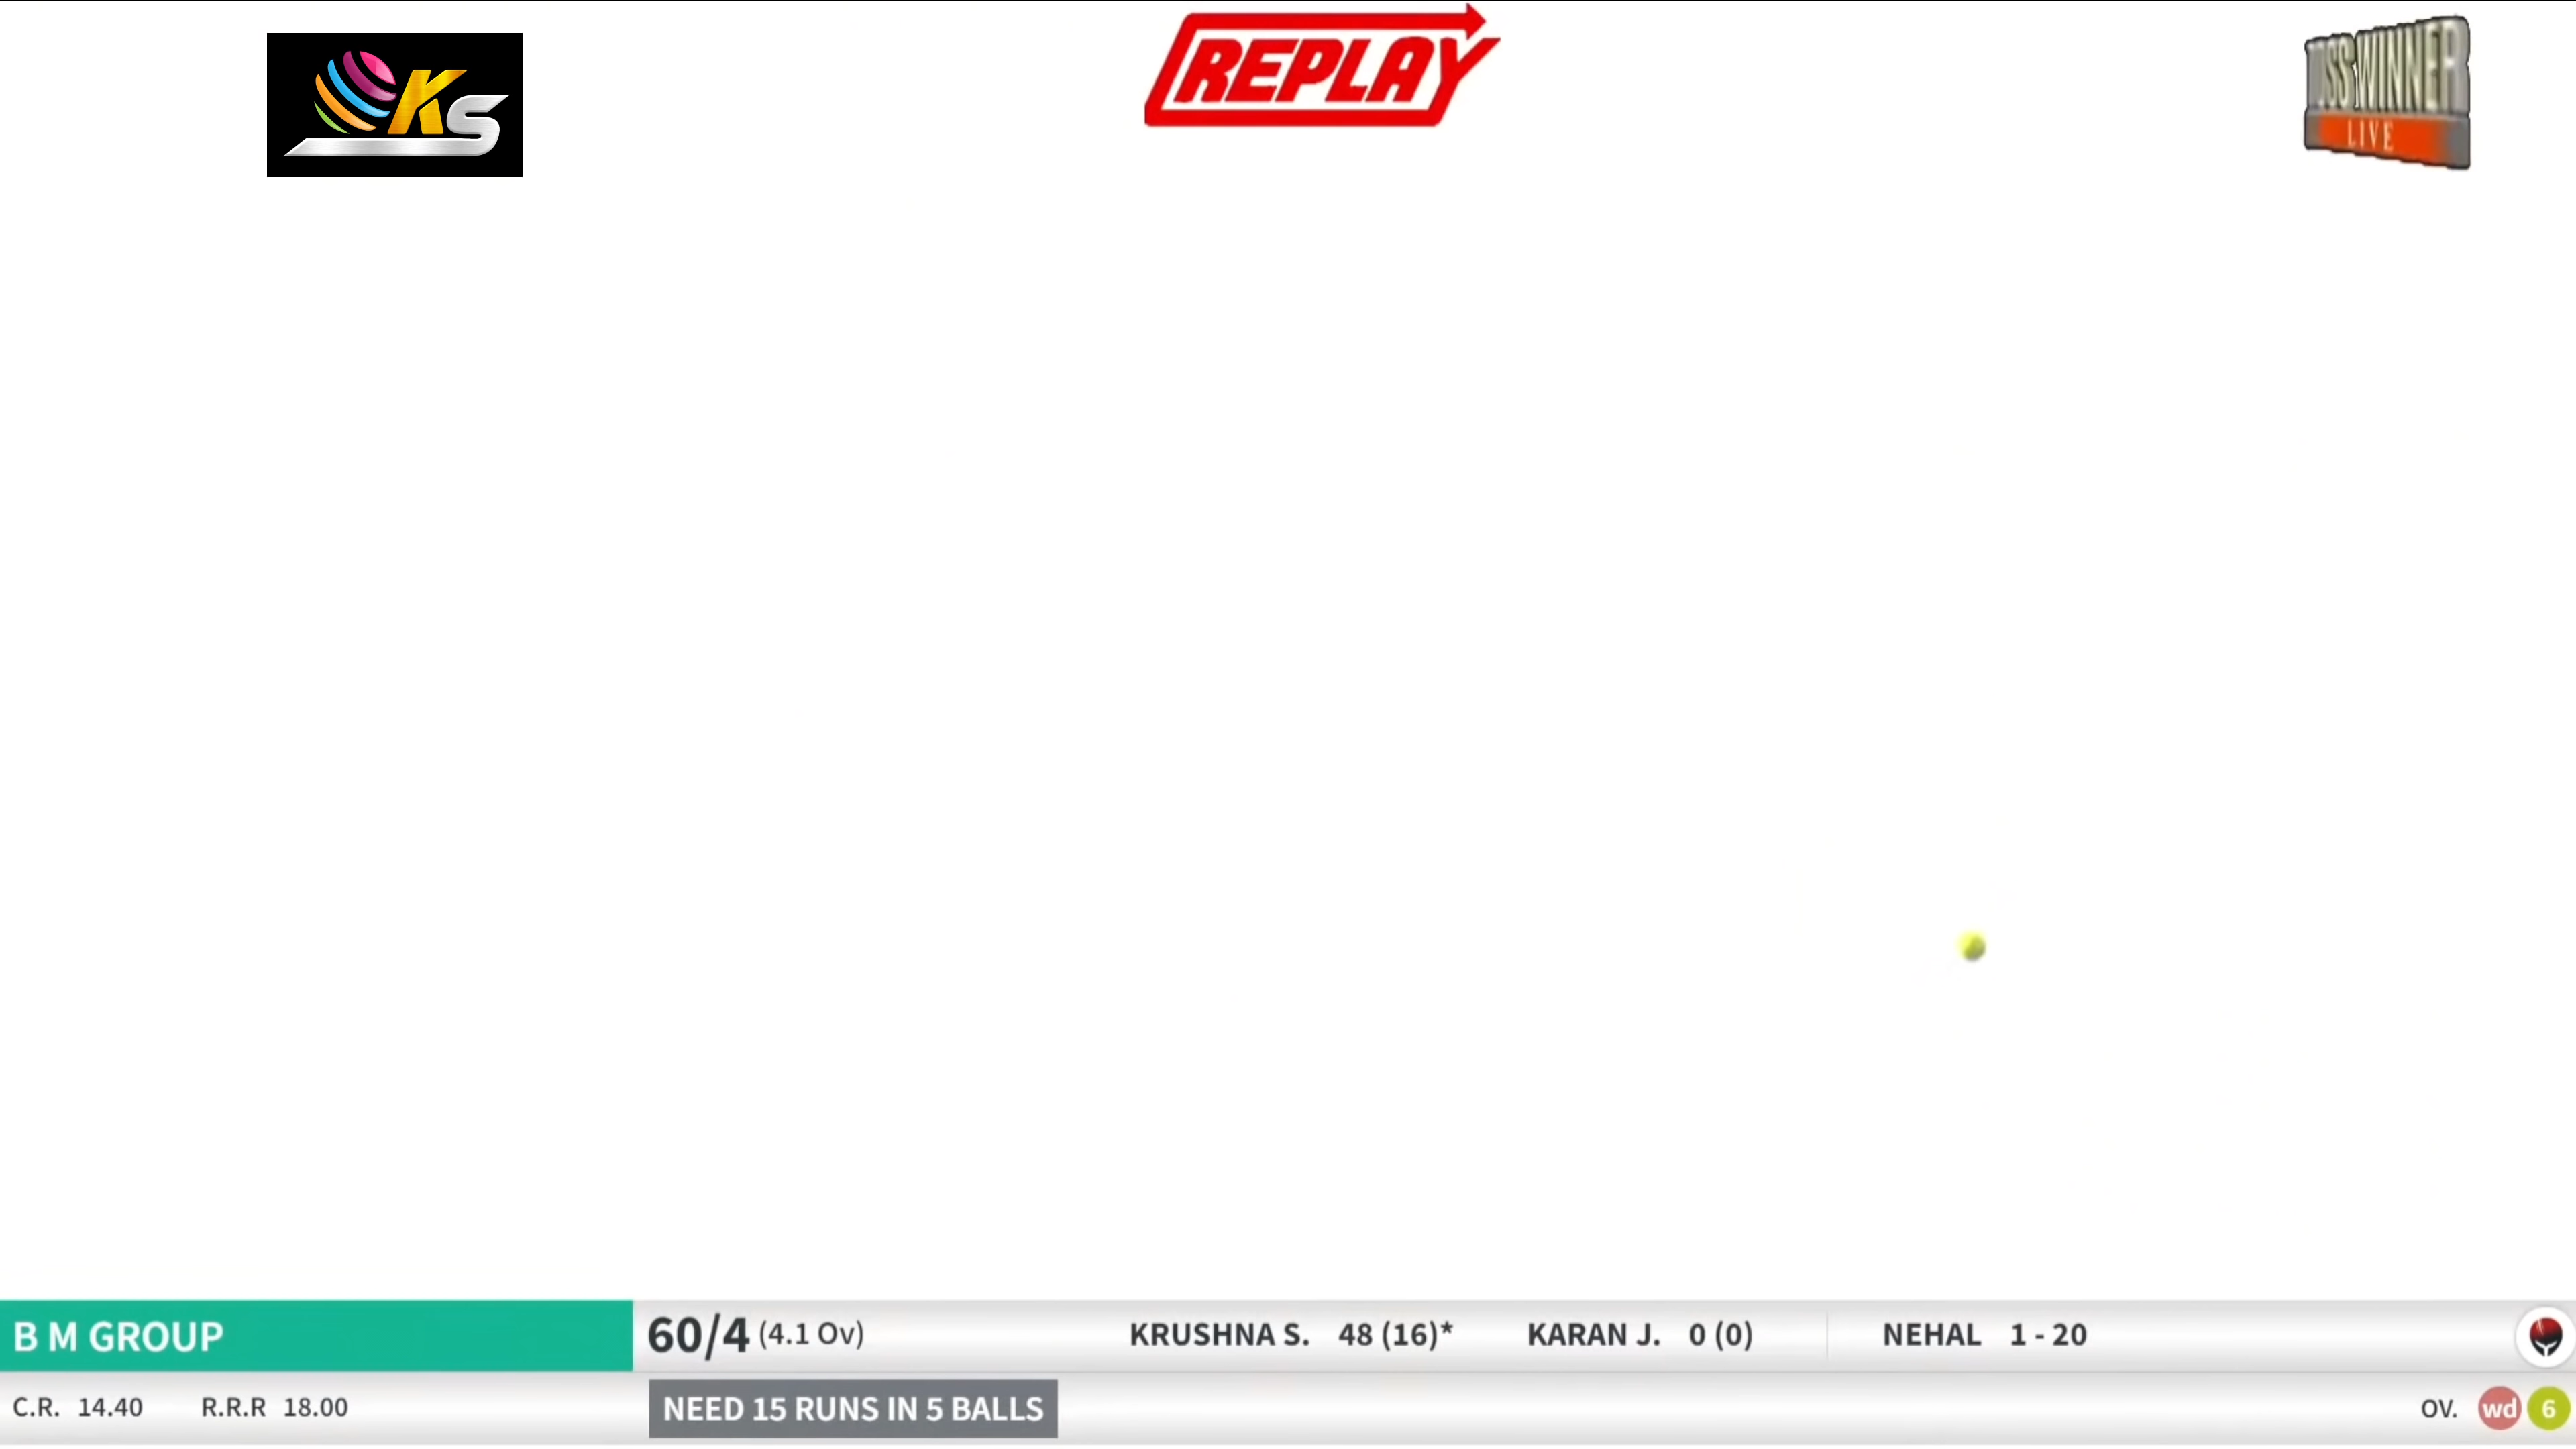 KS
REPLAY
LIVE
B M GROUP
60/4 (4.1 Ov)
KRUSHNA S. 48 (16)*
KARAN J. 0 (0)
NEHAL 1 - 20
C.R. 14.40
R.R.R 18.00
NEED 15 RUNS IN 5 BALLS
OV. wd 6